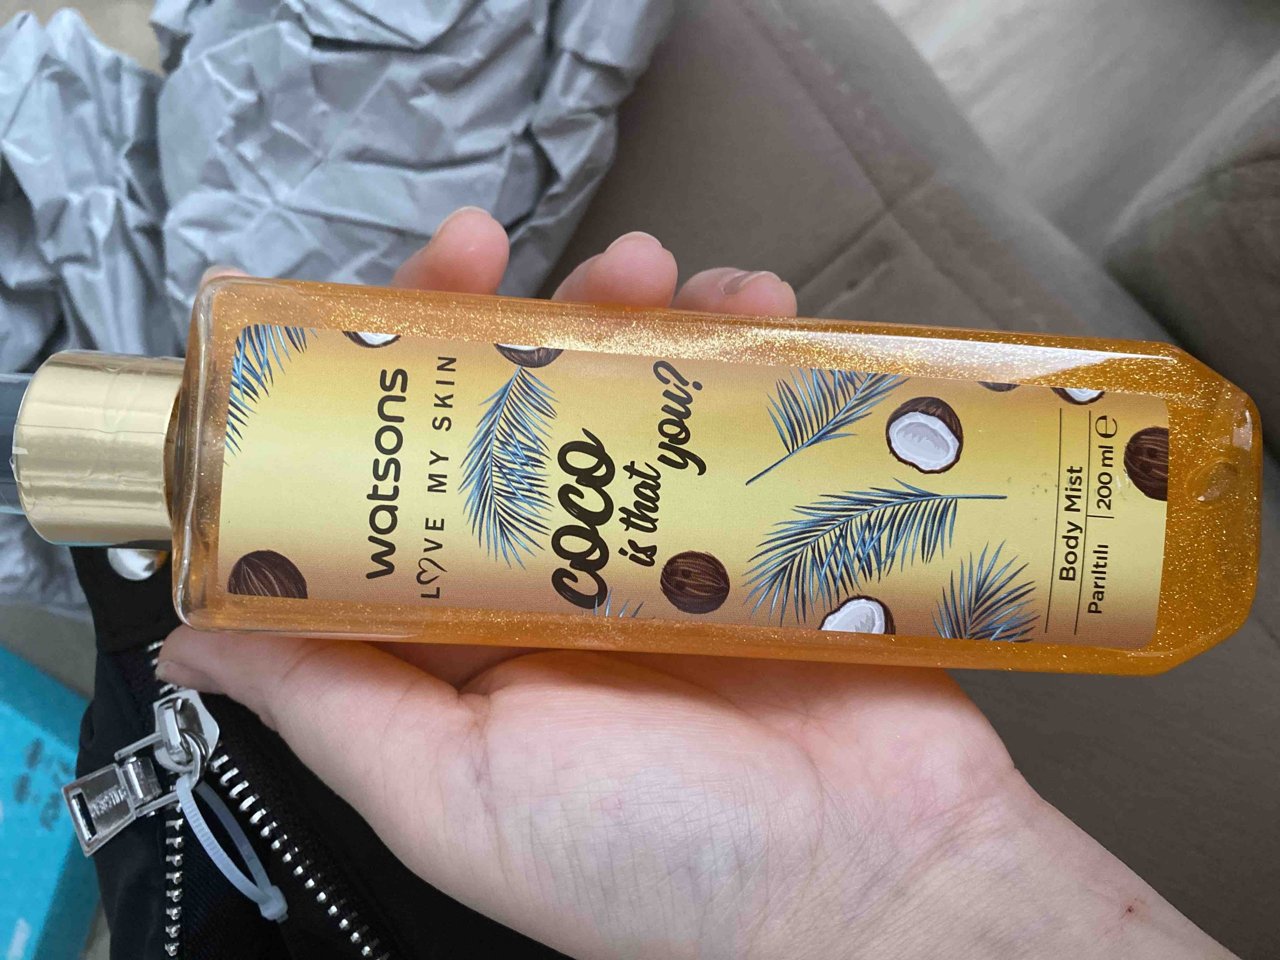 watsons
LOVE MY SKIN
coco
is that
you?
Body Mist
Parıltılı 200 ml e